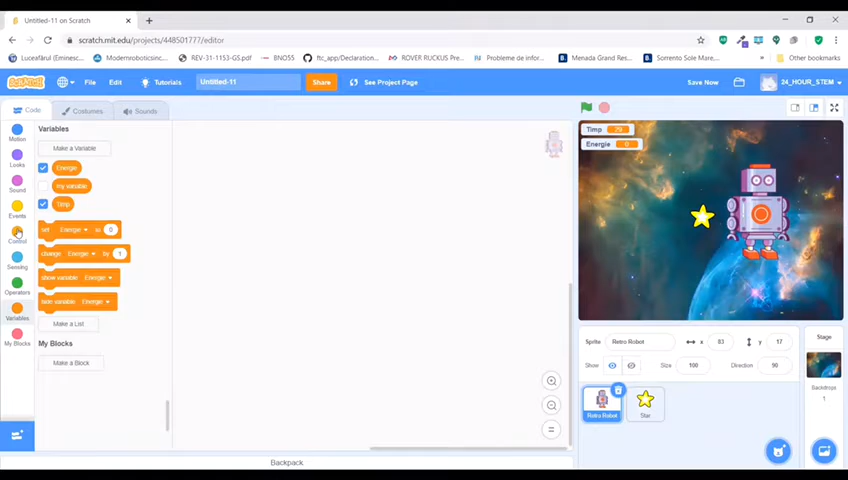 Untitled-11 on Scratch
scratch.mit.edu/projects/448501777/editor
Luceafărul (Eminesc...
Modernroboticsinc...
REV-31-1153-GS.pdf
BNO55
ftc_app/Declaration...
ROVER RUCKUS Pre...
Probleme de infor...
Menada Grand Res...
Somento Sole Mare,...
Other bookmarks
SCRATCH
File
Edit
Tutorials
Untitled-11
Share
See Project Page
Save Now
24_HOUR_STEM
Code
Costumes
Sounds
Motion
Looks
Sound
Events
Control
Sensing
Operators
Variables
My Blocks
Variables
Make a Variable
Energie
my variable
Timp
set Energie to 0
change Energie by 1
show variable Energie
hide variable Energie
Make a List
My Blocks
Make a Block
Timp
Energie 0
Sprite Retro Robot x 83 y 17
Show Size 100 Direction 90
Retro Robot
Star
Stage
Backdrops
1
Backpack